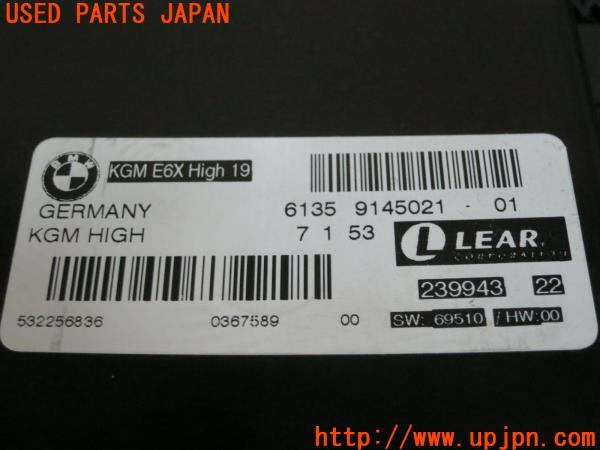 USED PARTS JAPAN
BMW
KGM E6X High 19
GERMANY
6135 9145021 - 01
KGM HIGH
7 1 53
LEAR
CORPORATION
239943 22
532256836 0367589 00
SW: 69510 / HW:00
http://www.upjpn.com